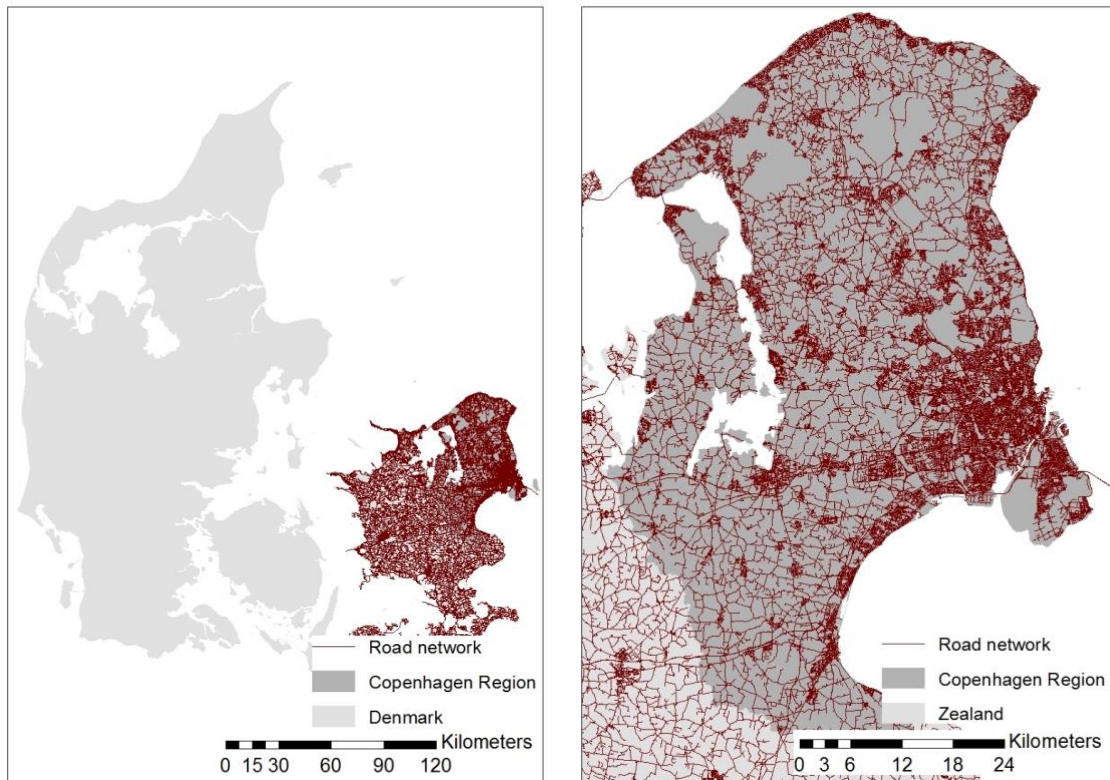 Road network
Copenhagen Region
Denmark
Kilometers
0 15 30 60 90 120
Road network
Copenhagen Region
Zealand
Kilometers
0 3 6 12 18 24